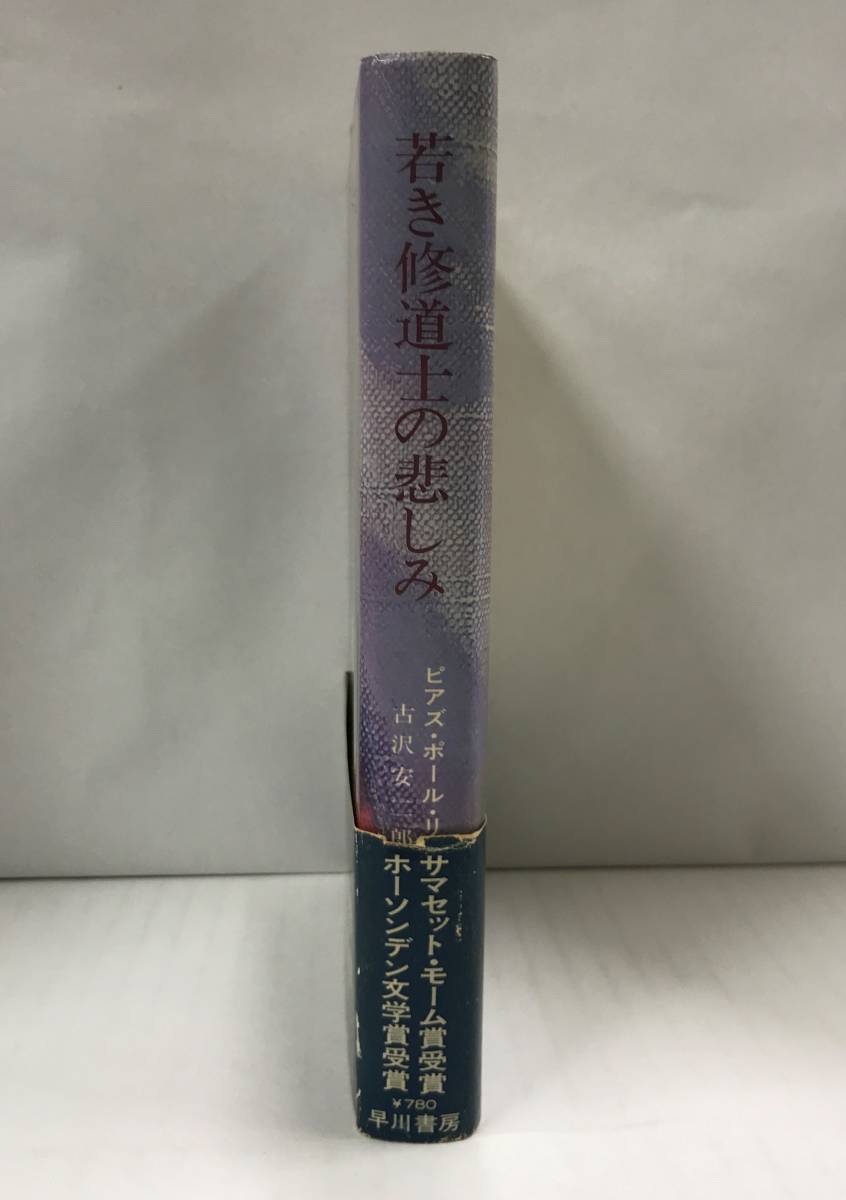 若き修道士の悲しみ
ピアズ・ポール・リ
古沢安二郎
サマセット・モーム賞受賞
ホーソンデン文学賞受賞
¥780
早川書房